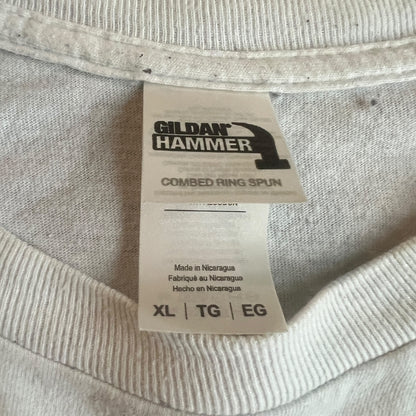 GILDAN®
HAMMER
COMBED RING SPUN
Made in Nicaragua
Fabriqué au Nicaragua
Hecho en Nicaragua
XL | TG | EG